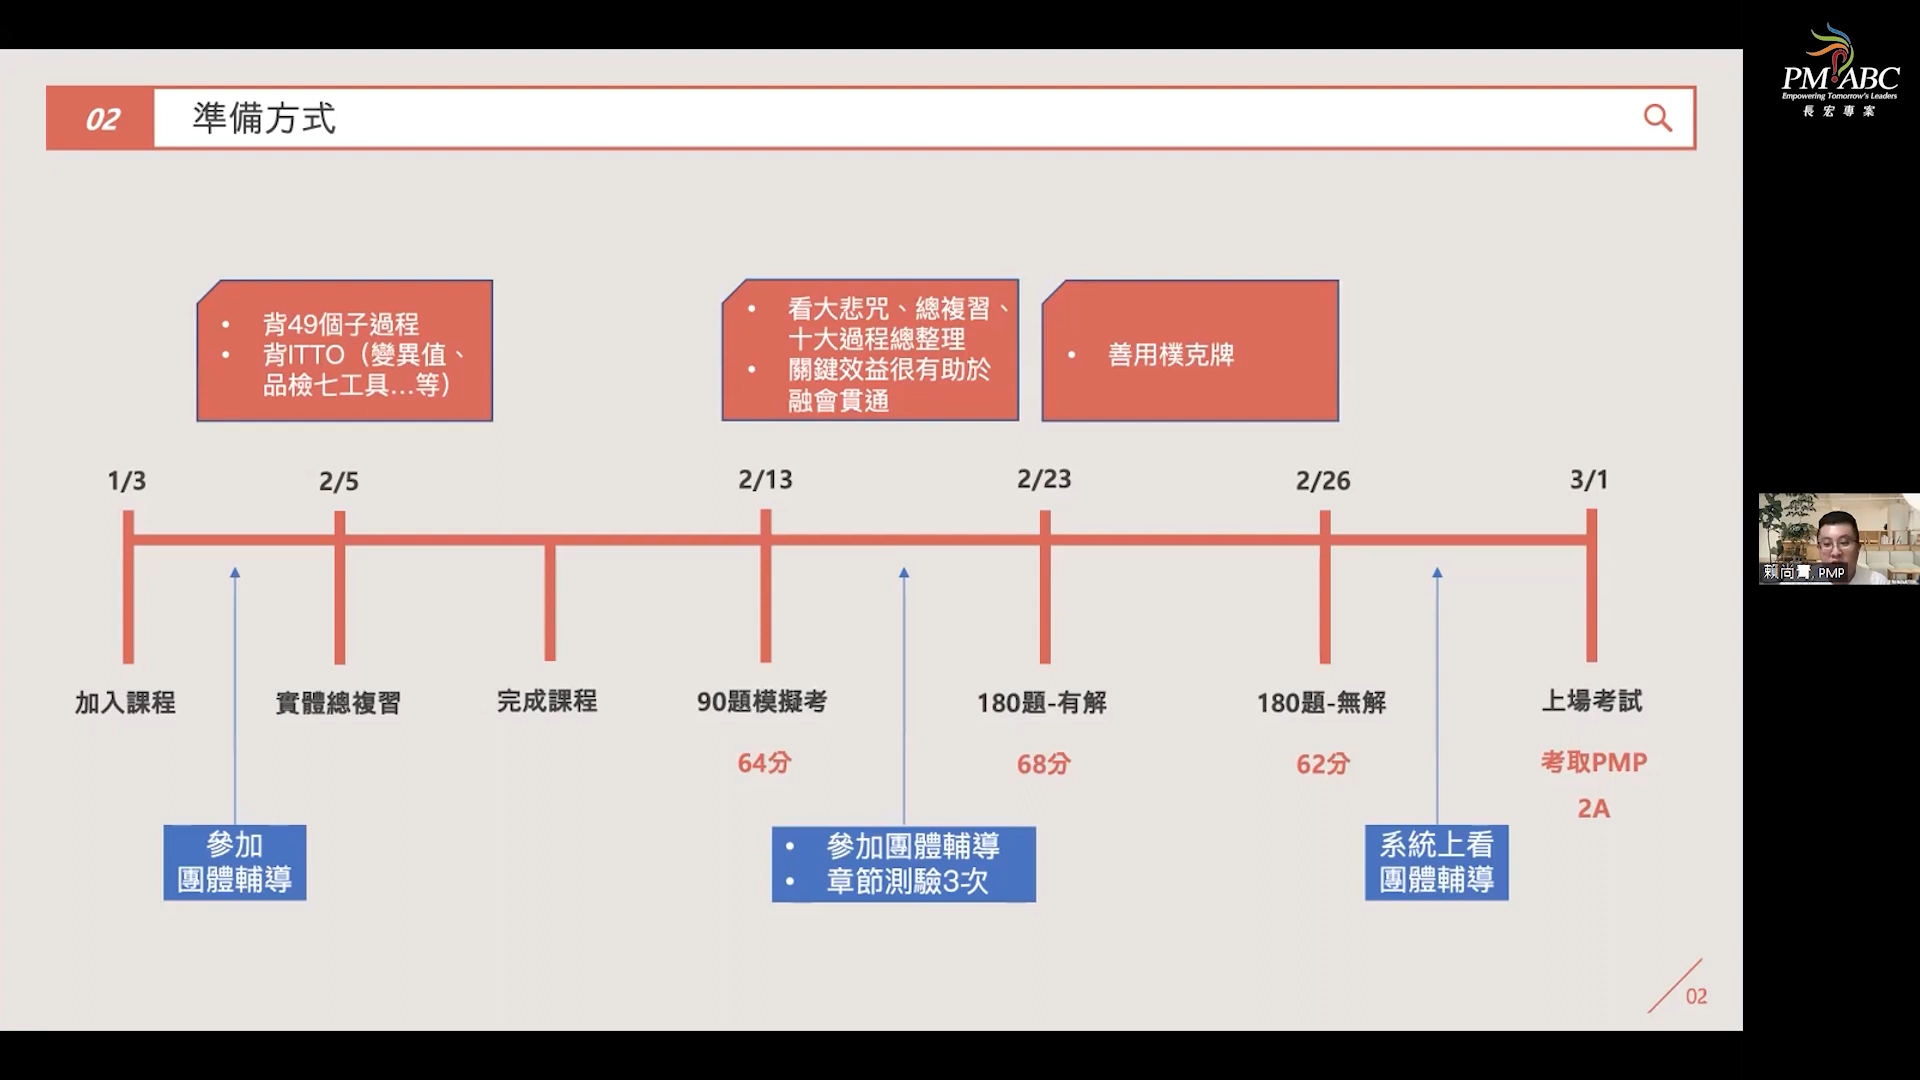 02
準備方式
PM ABC
Empowering Tomorrow's Leaders
長宏專案
• 背49個子過程
• 背ITTO（變異值、
品檢七工具...等）
• 看大悲咒、總複習、
十大過程總整理
• 關鍵效益很有助於
融會貫通
• 善用樸克牌
1/3
2/5
2/13
2/23
2/26
3/1
加入課程
實體總複習
完成課程
90題模擬考
180題-有解
180題-無解
上場考試
64分
68分
62分
考取PMP
2A
參加
團體輔導
• 參加團體輔導
• 章節測驗3次
系統上看
團體輔導
賴尚青, PMP
02